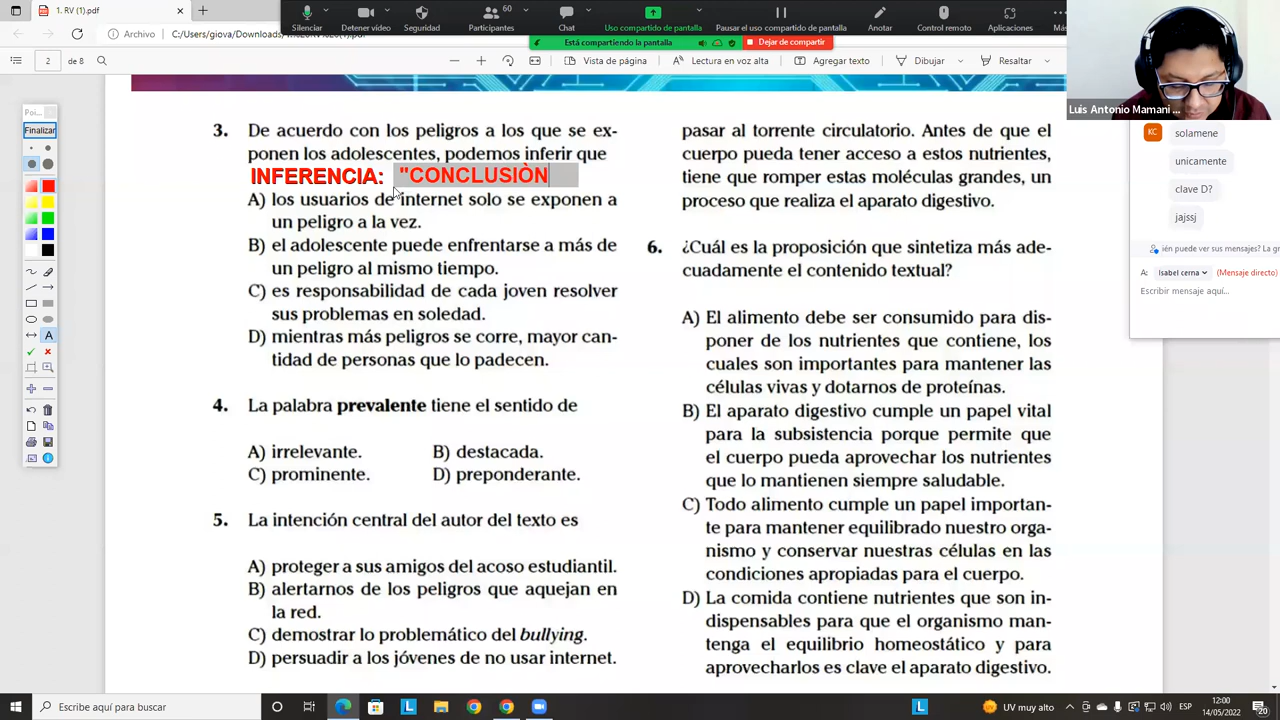 1. RV (1).pdf
Silenciar
Detener video
Seguridad
60
Participantes
Chat
Uso compartido de pantalla
Pausar el uso compartido de pantalla
Anotar
Control remoto
Aplicaciones
Está compartiendo la pantalla
Dejar de compartir
Archivo
C:/Users/giova/Downloads/
2
Vista de página
Lectura en voz alta
Agregar texto
Dibujar
Resaltar
Luis Antonio Mamani ...
Finalizar
3. De acuerdo con los peligros a los que se ex-
ponen los adolescentes, podemos inferir que
INFERENCIA: "CONCLUSIÒN
A) los usuarios de internet solo se exponen a
un peligro a la vez.
B) el adolescente puede enfrentarse a más de
un peligro al mismo tiempo.
C) es responsabilidad de cada joven resolver
sus problemas en soledad.
D) mientras más peligros se corre, mayor can-
tidad de personas que lo padecen.
4. La palabra prevalente tiene el sentido de
A) irrelevante. B) destacada.
C) prominente. D) preponderante.
5. La intención central del autor del texto es
A) proteger a sus amigos del acoso estudiantil.
B) alertarnos de los peligros que aquejan en
la red.
C) demostrar lo problemático del bullying.
D) persuadir a los jóvenes de no usar internet.
pasar al torrente circulatorio. Antes de que el
cuerpo pueda tener acceso a estos nutrientes,
tiene que romper estas moléculas grandes, un
proceso que realiza el aparato digestivo.
6. ¿Cuál es la proposición que sintetiza más ade-
cuadamente el contenido textual?
A) El alimento debe ser consumido para dis-
poner de los nutrientes que contiene, los
cuales son importantes para mantener las
células vivas y dotarnos de proteínas.
B) El aparato digestivo cumple un papel vital
para la subsistencia porque permite que
el cuerpo pueda aprovechar los nutrientes
que lo mantienen siempre saludable.
C) Todo alimento cumple un papel importan-
te para mantener equilibrado nuestro orga-
nismo y conservar nuestras células en las
condiciones apropiadas para el cuerpo.
D) La comida contiene nutrientes que son in-
dispensables para que el organismo man-
tenga el equilibrio homeostático y para
aprovecharlos es clave el aparato digestivo.
KC
solamene
unicamente
clave D?
jajssj
ién puede ver sus mensajes? La gr
A: Isabel cerna (Mensaje directo)
Escribir mensaje aquí...
Escribe aquí para buscar
UV muy alto
ESP
12:00
14/05/2022
20